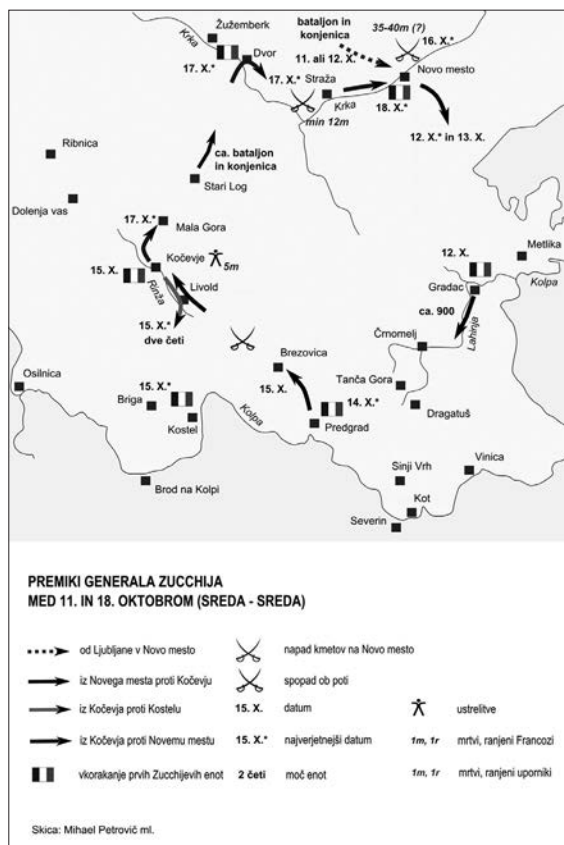 35-40m (?)
bataljon in
konjenica
16. X.*
Žužemberk
Krka
Dvor
11. ali 12. X.*
17. X.*
17. X.*
Straža
Novo mesto
Krka
18. X.*
min 12m
12. X.* in 13. X.
Ribnica
ca. bataljon
in konjenica
Stari Log
Dolenja vas
17. X.*
Mala Gora
Kočevje
5m
15. X.
Rinža
Livold
15. X.*
dve četi
12. X.
Metlika
Gradac
Kolpa
ca. 900
Lahinja
Črnomelj
Brezovica
Osilnica
15. X.*
15. X.
Tanča Gora
14. X.*
Briga
Kostel
Kolpa
Predgrad
Dragatuš
Brod na Kolpi
Sinji Vrh
Vinica
Kot
Severin
PREMIKI GENERALA ZUCCHIJA
MED 11. IN 18. OKTOBROM (SREDA - SREDA)
od Ljubljane v Novo mesto
napad kmetov na Novo mesto
iz Novega mesta proti Kočevju
spopad ob poti
iz Kočevja proti Kostelu
15. X.
datum
ustrelitve
iz Kočevja proti Novemu mestu
15. X.*
najverjetnejši datum
1m, 1r
mrtvi, ranjeni Francozi
vkorakanje prvih Zucchijevih enot
2 četi
moč enot
1m, 1r
mrtvi, ranjeni uporniki
Skica: Mihael Petrovič ml.